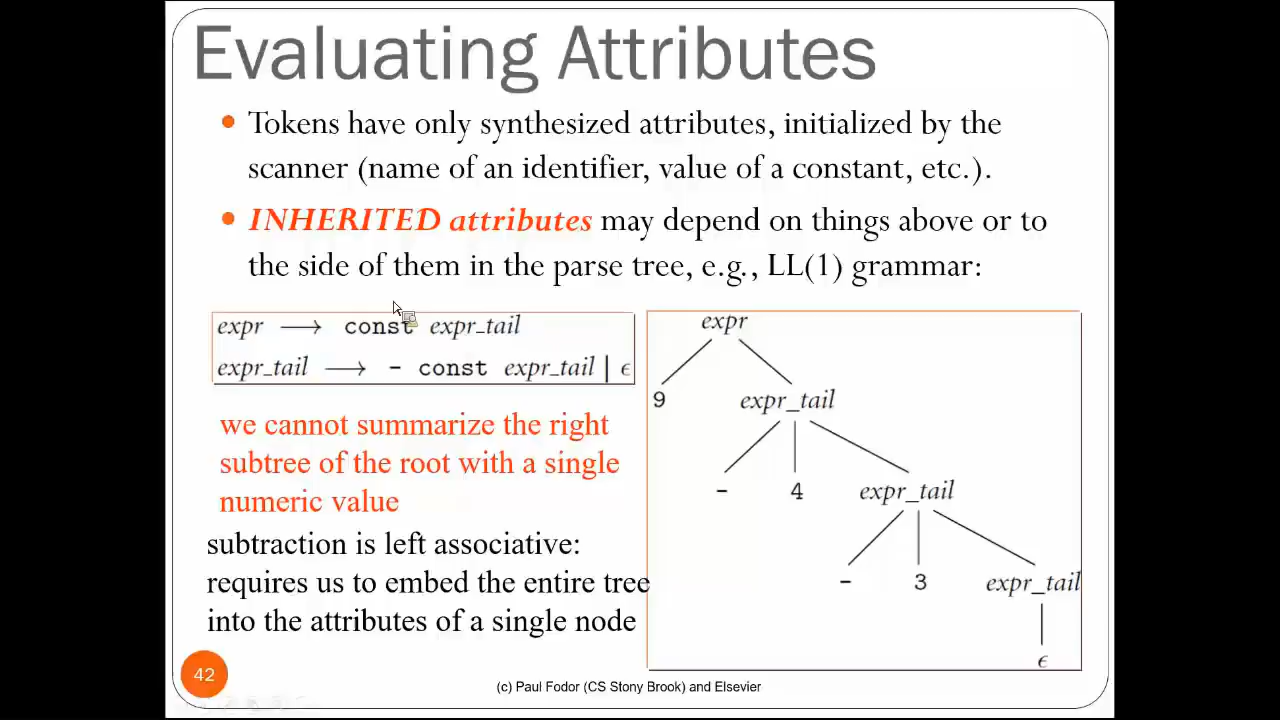 Evaluating Attributes
Tokens have only synthesized attributes, initialized by the
scanner (name of an identifier, value of a constant, etc.).
INHERITED attributes may depend on things above or to
the side of them in the parse tree, e.g., LL(1) grammar:
expr ⟶ const expr_tail
expr_tail ⟶ - const expr_tail | ϵ
we cannot summarize the right
subtree of the root with a single
numeric value
subtraction is left associative:
requires us to embed the entire tree
into the attributes of a single node
expr
9 expr_tail
- 4 expr_tail
- 3 expr_tail
ϵ
42
(c) Paul Fodor (CS Stony Brook) and Elsevier